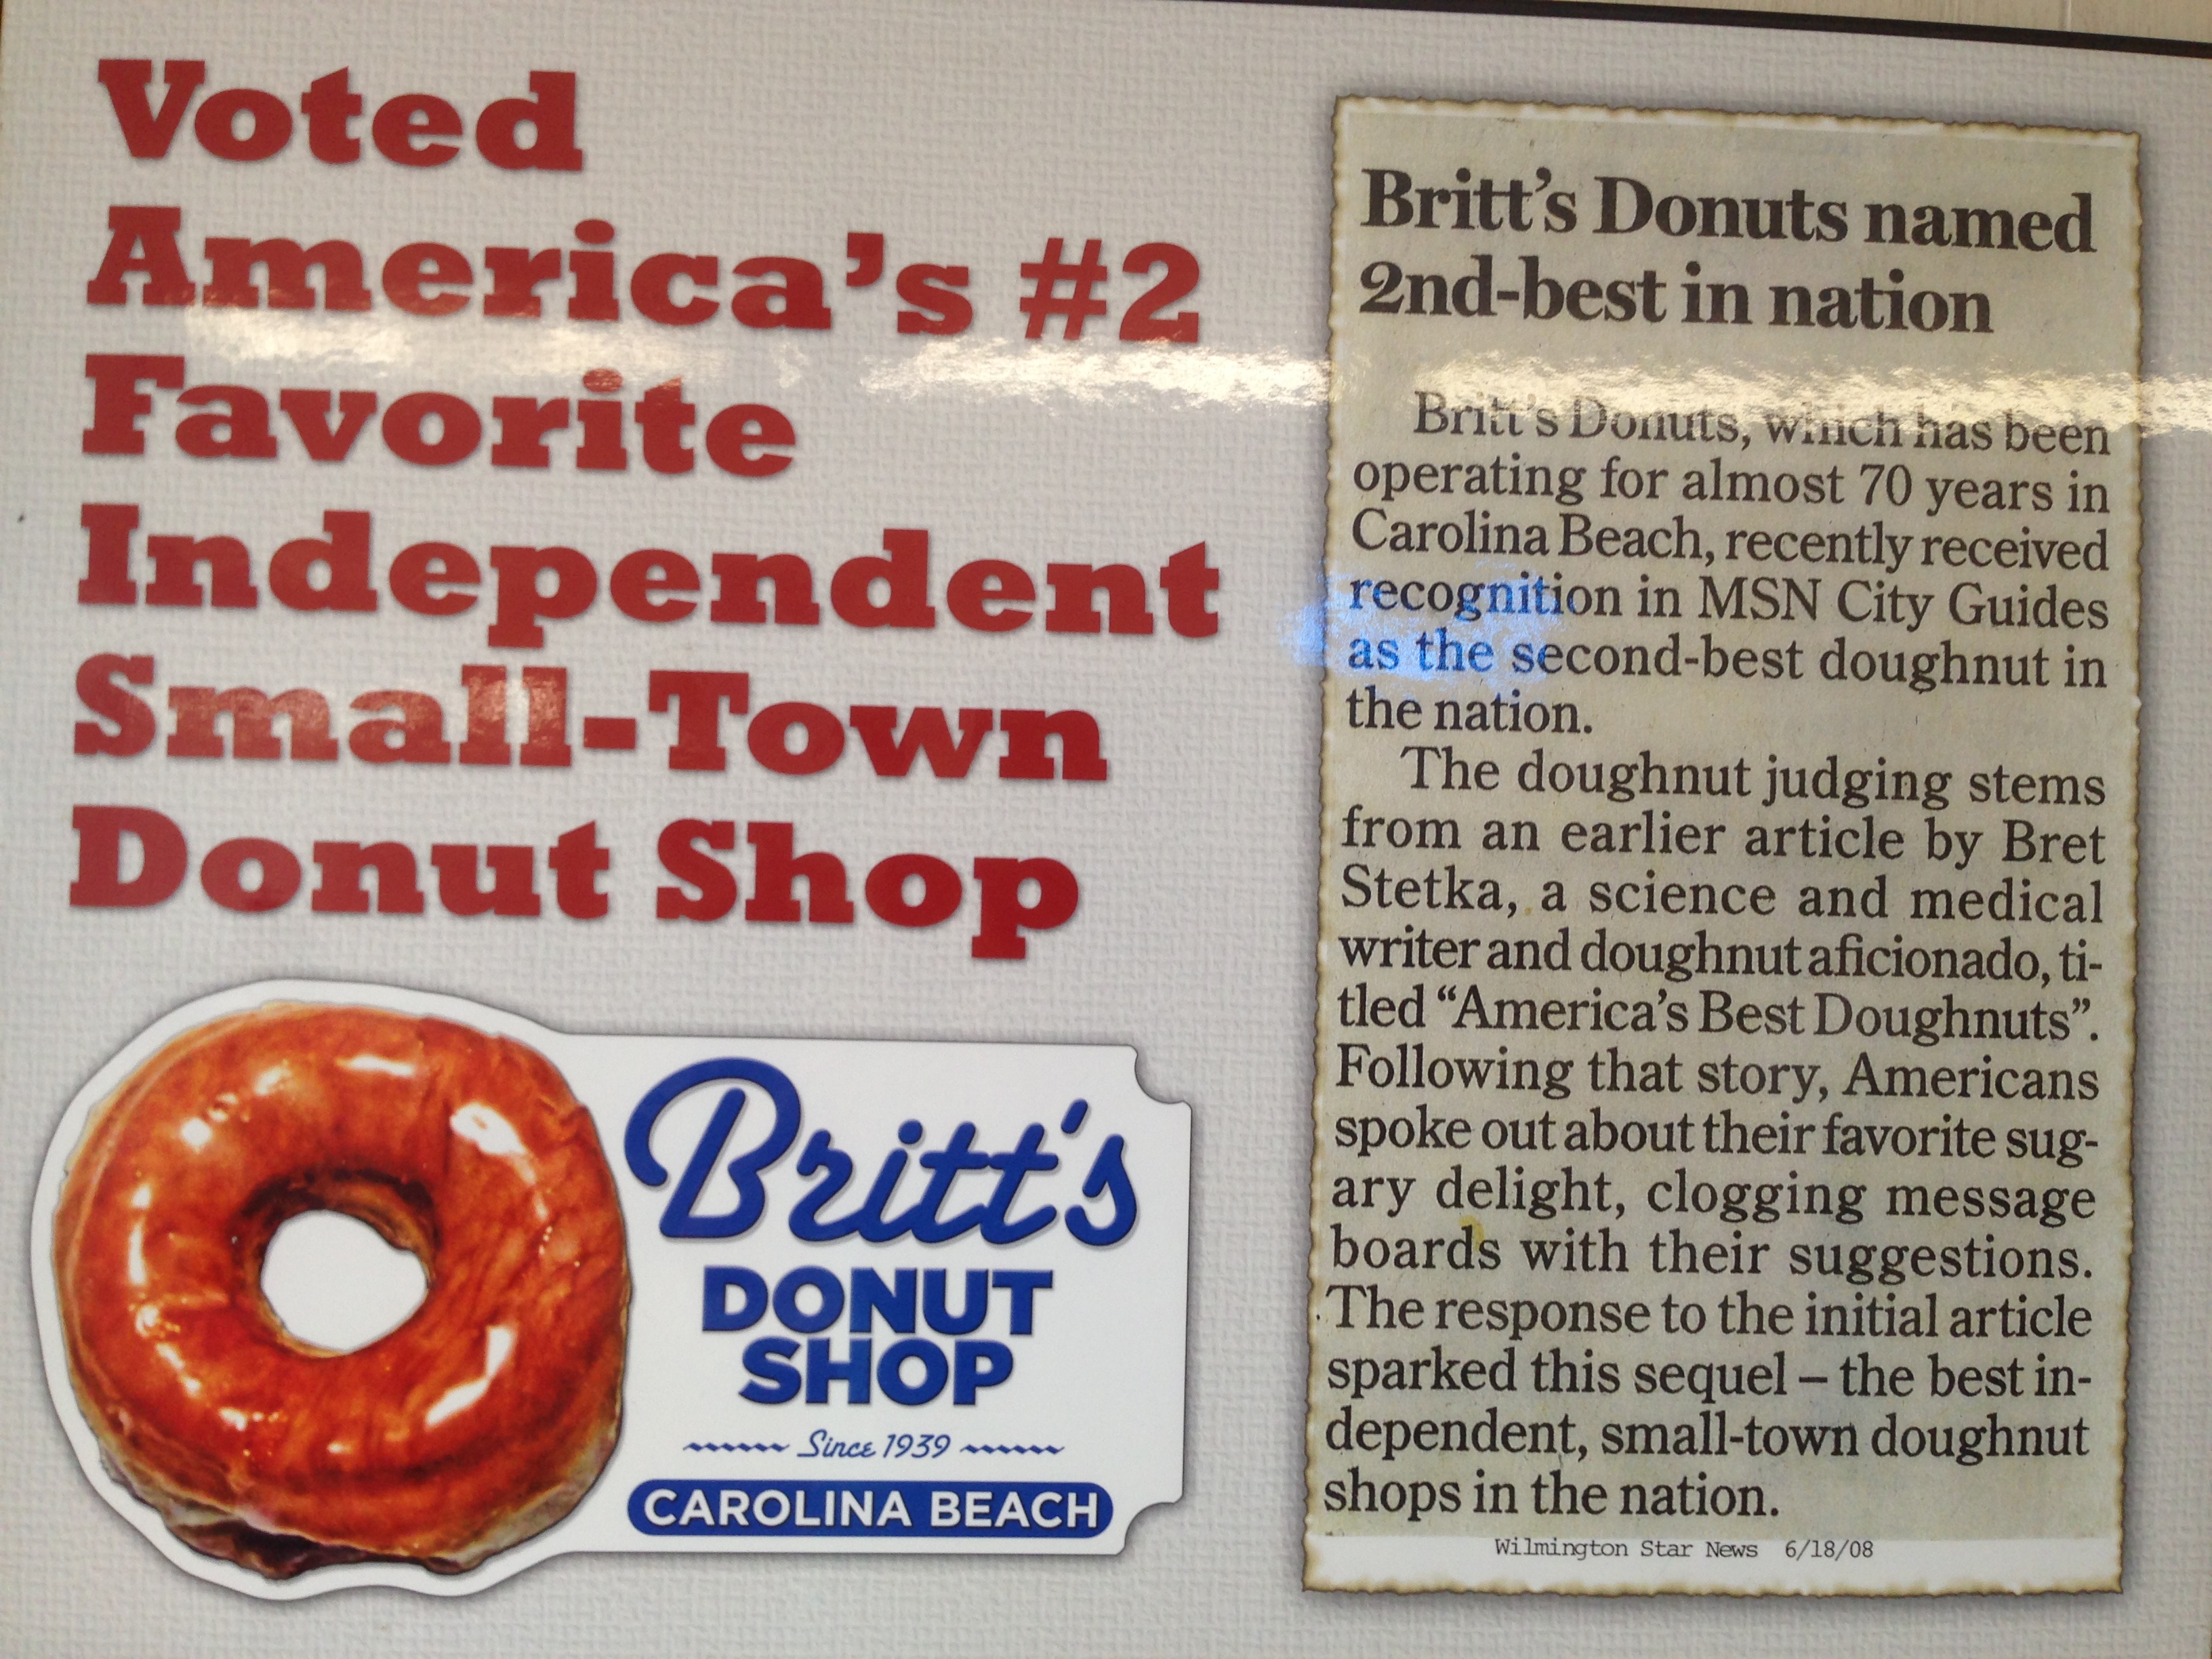 Voted
America's #2
Favorite
Independent
Small-Town
Donut Shop
Britt's
DONUT
SHOP
Since 1939
CAROLINA BEACH
Britt's Donuts named
2nd-best in nation
Britt's Donuts, which has been
operating for almost 70 years in
Carolina Beach, recently received
recognition in MSN City Guides
as the second-best doughnut in
the nation.
The doughnut judging stems
from an earlier article by Bret
Stetka, a science and medical
writer and doughnut aficionado, ti-
tled “America's Best Doughnuts”.
Following that story, Americans
spoke out about their favorite sug-
ary delight, clogging message
boards with their suggestions.
The response to the initial article
sparked this sequel – the best in-
dependent, small-town doughnut
shops in the nation.
Wilmington Star News 6/18/08